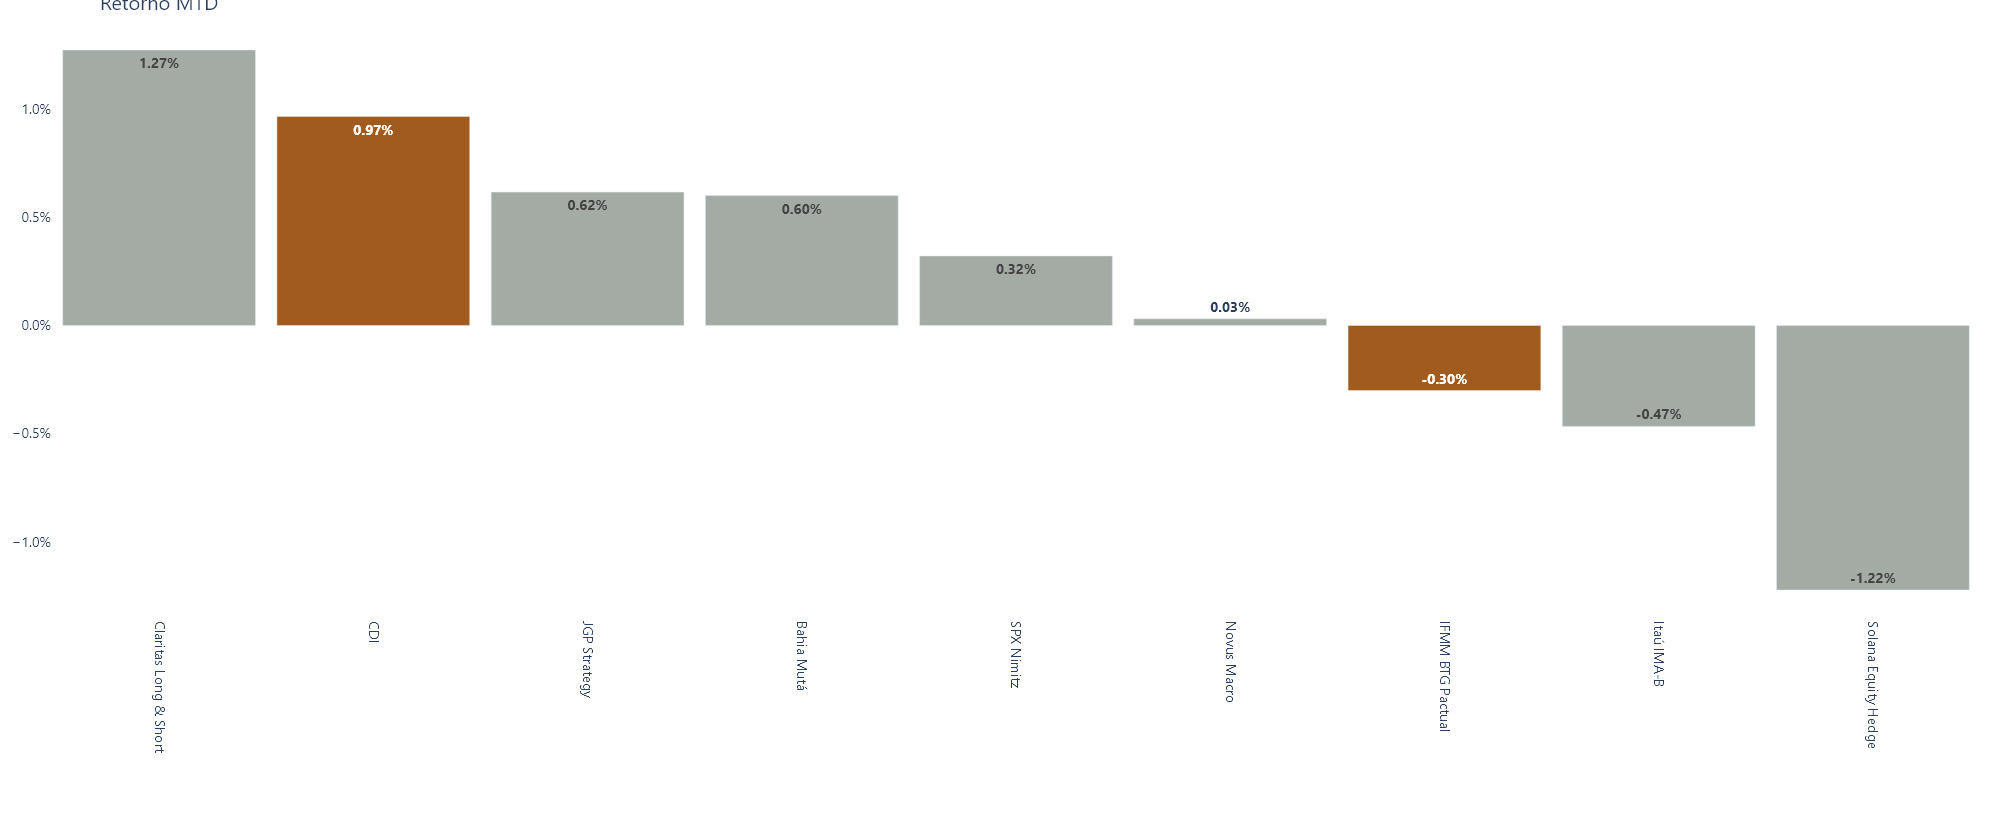 Retorno MTD
1.27%
1.0%
0.97%
0.62%
0.60%
0.5%
0.32%
0.03%
0.0%
-0.30%
-0.47%
−0.5%
−1.0%
-1.22%
Claritas Long & Short
CDI
JGP Strategy
Bahia Mutá
SPX Nimitz
Novus Macro
IFMM BTG Pactual
Itaú IMA-B
Solana Equity Hedge